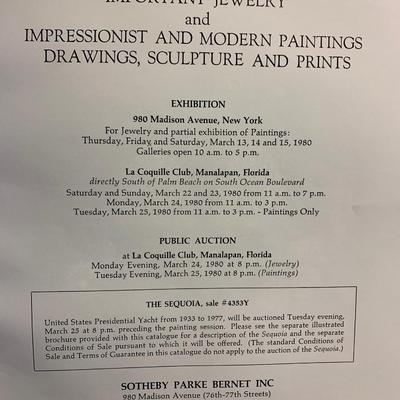 IMPORTANT JEWELRY
and
IMPRESSIONIST AND MODERN PAINTINGS
DRAWINGS, SCULPTURE AND PRINTS
EXHIBITION
980 Madison Avenue, New York
For Jewelry and partial exhibition of Paintings:
Thursday, Friday, and Saturday, March 13, 14 and 15, 1980
Galleries open 10 a.m. to 5 p.m.
La Coquille Club, Manalapan, Florida
directly South of Palm Beach on South Ocean Boulevard
Saturday and Sunday, March 22 and 23, 1980 from 11 a.m. to 7 p.m.
Monday, March 24, 1980 from 11 a.m. to 3 p.m.
Tuesday, March 25, 1980 from 11 a.m. to 3 p.m. - Paintings Only
PUBLIC AUCTION
at La Coquille Club, Manalapan, Florida
Monday Evening, March 24, 1980 at 8 p.m. (Jewelry)
Tuesday Evening, March 25, 1980 at 8 p.m. (Paintings)
THE SEQUOIA, sale #4353Y
United States Presidential Yacht from 1933 to 1977, will be auctioned Tuesday evening,
March 25 at 8 p.m. preceding the painting session. Please see the separate illustrated
brochure provided with this catalogue for a description of the Sequoia and the separate
Conditions of Sale pursuant to which it will be offered. (The standard Conditions of
Sale and Terms of Guarantee in this catalogue do not apply to the auction of the Sequoia.)
SOTHEBY PARKE BERNET INC
980 Madison Avenue (76th-77th Streets)